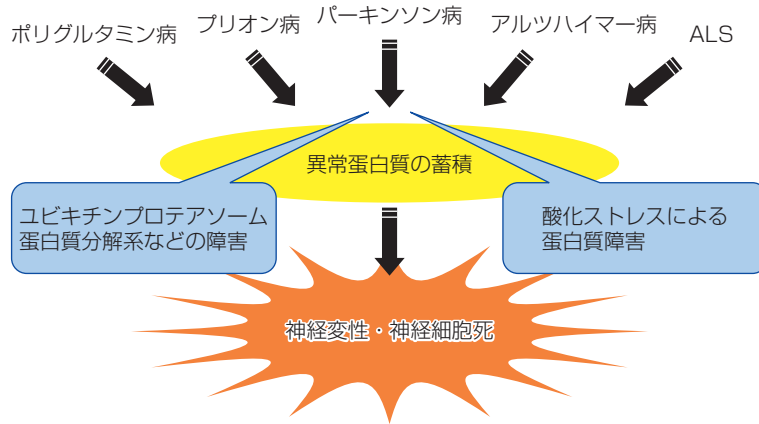 ポリグルタミン病
プリオン病
パーキンソン病
アルツハイマー病
ALS
異常蛋白質の蓄積
ユビキチンプロテアソーム
蛋白質分解系などの障害
酸化ストレスによる
蛋白質障害
神経変性・神経細胞死